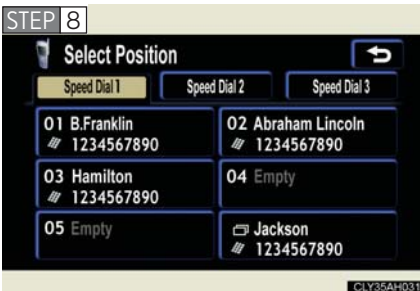 STEP 8
Select Position
Speed Dial 1 Speed Dial 2 Speed Dial 3
01 B.Franklin
1234567890
02 Abraham Lincoln
1234567890
03 Hamilton
1234567890
04 Empty
05 Empty
Jackson
1234567890
CLY35AH031